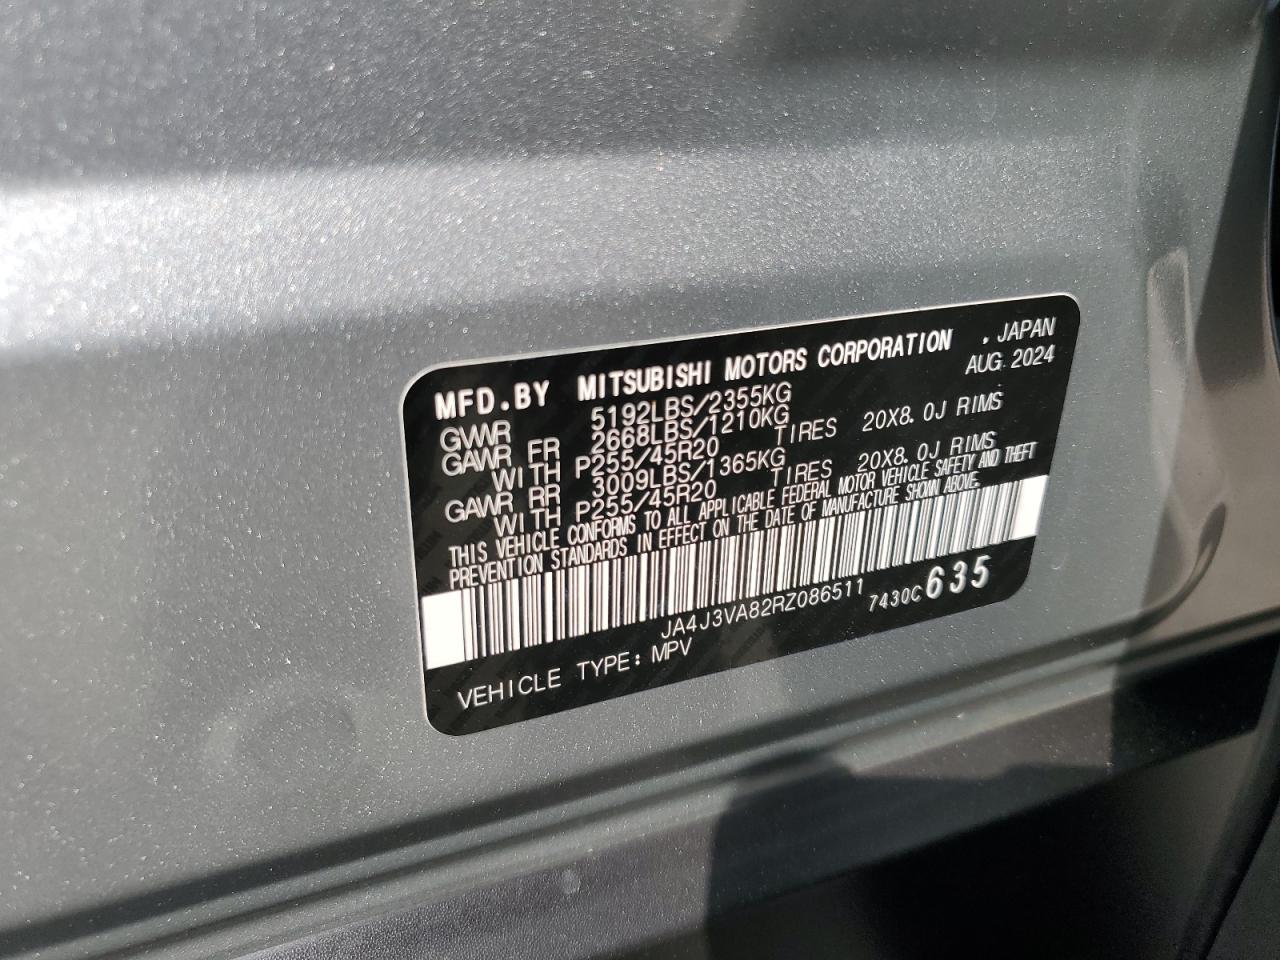 MFD.BY MITSUBISHI MOTORS CORPORATION . JAPAN
GVWR 5192LBS/2355KG AUG 2024
GAWR FR 2668LBS/1210KG
WITH P255/45R20 TIRES 20X8.0J RIMS
GAWR RR 3009LBS/1365KG
WITH P255/45R20 TIRES 20X8.0J RIMS
THIS VEHICLE CONFORMS TO ALL APPLICABLE FEDERAL MOTOR VEHICLE SAFETY AND THEFT
PREVENTION STANDARDS IN EFFECT ON THE DATE OF MANUFACTURE SHOWN ABOVE.
JA4J3VA82RZ086511 7430C635
VEHICLE TYPE: MPV